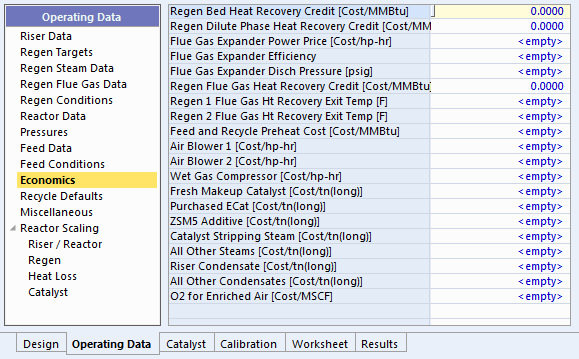 Operating Data
Riser Data
Regen Targets
Regen Steam Data
Regen Flue Gas Data
Regen Conditions
Reactor Data
Pressures
Feed Data
Feed Conditions
Economics
Recycle Defaults
Miscellaneous
Reactor Scaling
Riser / Reactor
Regen
Heat Loss
Catalyst
Regen Bed Heat Recovery Credit [Cost/MMBtu] 0.0000
Regen Dilute Phase Heat Recovery Credit [Cost/MM 0.0000
Flue Gas Expander Power Price [Cost/hp-hr] <empty>
Flue Gas Expander Efficiency <empty>
Flue Gas Expander Disch Pressure [psig] <empty>
Regen Flue Gas Heat Recovery Credit [Cost/MMBtu] 0.0000
Regen 1 Flue Gas Ht Recovery Exit Temp [F] <empty>
Regen 2 Flue Gas Ht Recovery Exit Temp [F] <empty>
Feed and Recycle Preheat Cost [Cost/MMBtu] <empty>
Air Blower 1 [Cost/hp-hr] <empty>
Air Blower 2 [Cost/hp-hr] <empty>
Wet Gas Compressor [Cost/hp-hr] <empty>
Fresh Makeup Catalyst [Cost/tn(long)] <empty>
Purchased ECat [Cost/tn(long)] <empty>
ZSM5 Additive [Cost/tn(long)] <empty>
Catalyst Stripping Steam [Cost/tn(long)] <empty>
All Other Steams [Cost/tn(long)] <empty>
Riser Condensate [Cost/tn(long)] <empty>
All Other Condensates [Cost/tn(long)] <empty>
O2 for Enriched Air [Cost/MSCF] <empty>
Design Operating Data Catalyst Calibration Worksheet Results